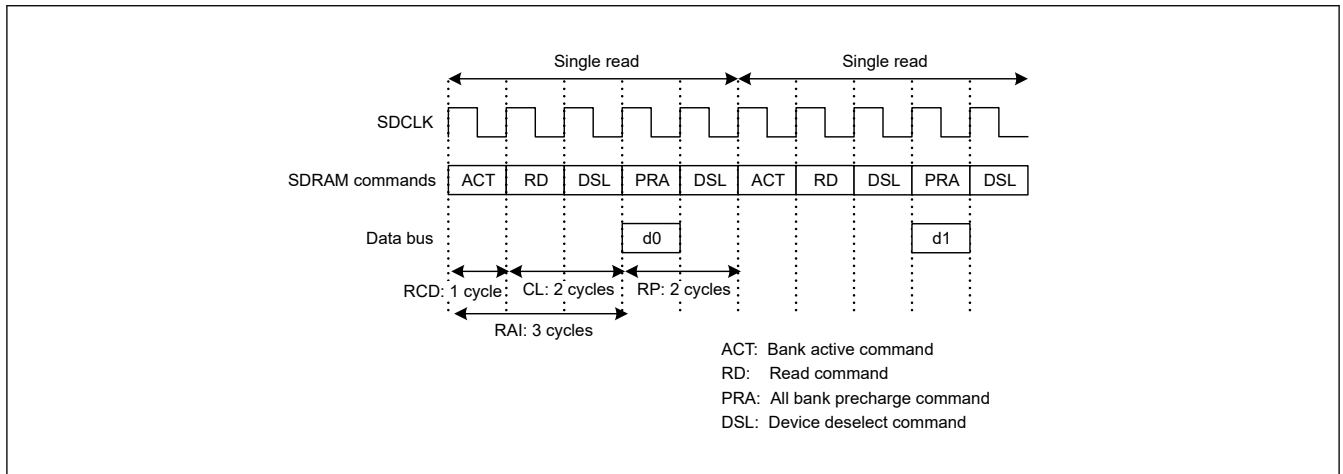 Single read Single read
SDCLK
SDRAM commands ACT RD DSL PRA DSL ACT RD DSL PRA DSL
Data bus d0 d1
RCD: 1 cycle CL: 2 cycles RP: 2 cycles
RAI: 3 cycles
ACT: Bank active command
RD: Read command
PRA: All bank precharge command
DSL: Device deselect command